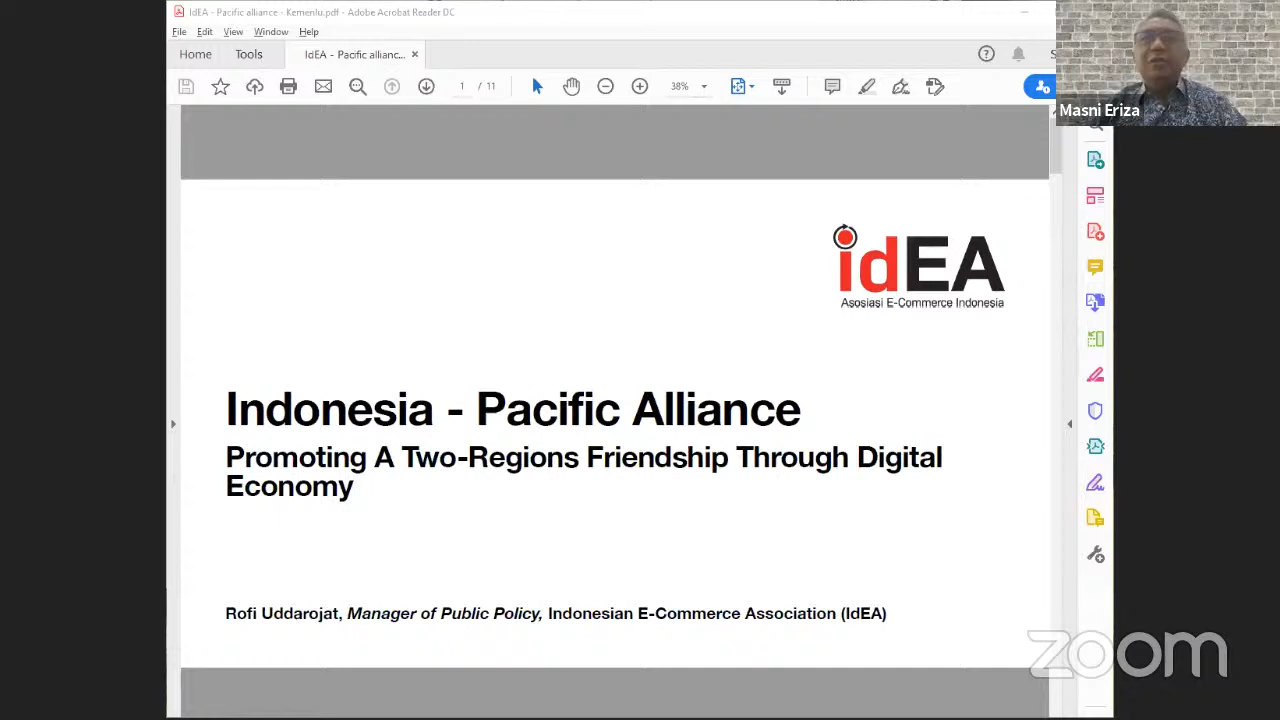 IdEA - Pacific alliance - Kemenlu.pdf - Adobe Acrobat Reader DC
File Edit View Window Help
Home Tools IdEA - Pacific allianc... ×
1 / 11 38%
Masni Eriza
idEA
Asosiasi E-Commerce Indonesia
Indonesia - Pacific Alliance
Promoting A Two-Regions Friendship Through Digital
Economy
Rofi Uddarojat, Manager of Public Policy, Indonesian E-Commerce Association (IdEA)
zoom